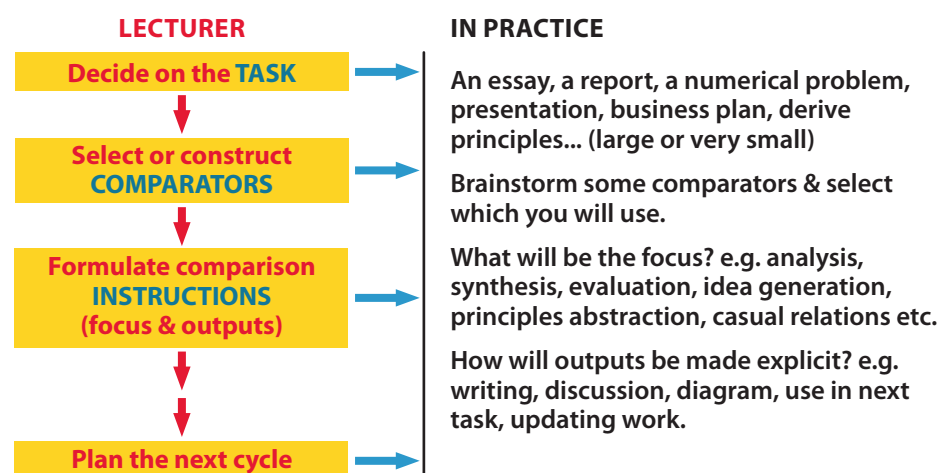 LECTURER
Decide on the TASK
Select or construct
COMPARATORS
Formulate comparison
INSTRUCTIONS
(focus & outputs)
Plan the next cycle
IN PRACTICE
An essay, a report, a numerical problem,
presentation, business plan, derive
principles... (large or very small)
Brainstorm some comparators & select
which you will use.
What will be the focus? e.g. analysis,
synthesis, evaluation, idea generation,
principles abstraction, casual relations etc.
How will outputs be made explicit? e.g.
writing, discussion, diagram, use in next
task, updating work.